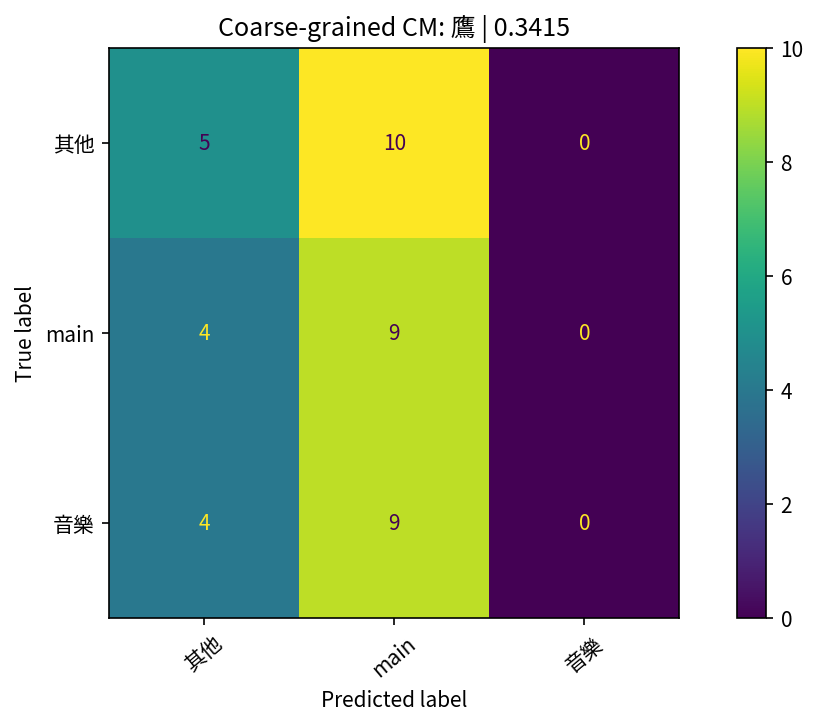 Coarse-grained CM: 鷹 | 0.3415
其他 5 10 0
main 4 9 0
音樂 4 9 0
其他 main 音樂
Predicted label
True label
10
8
6
4
2
0